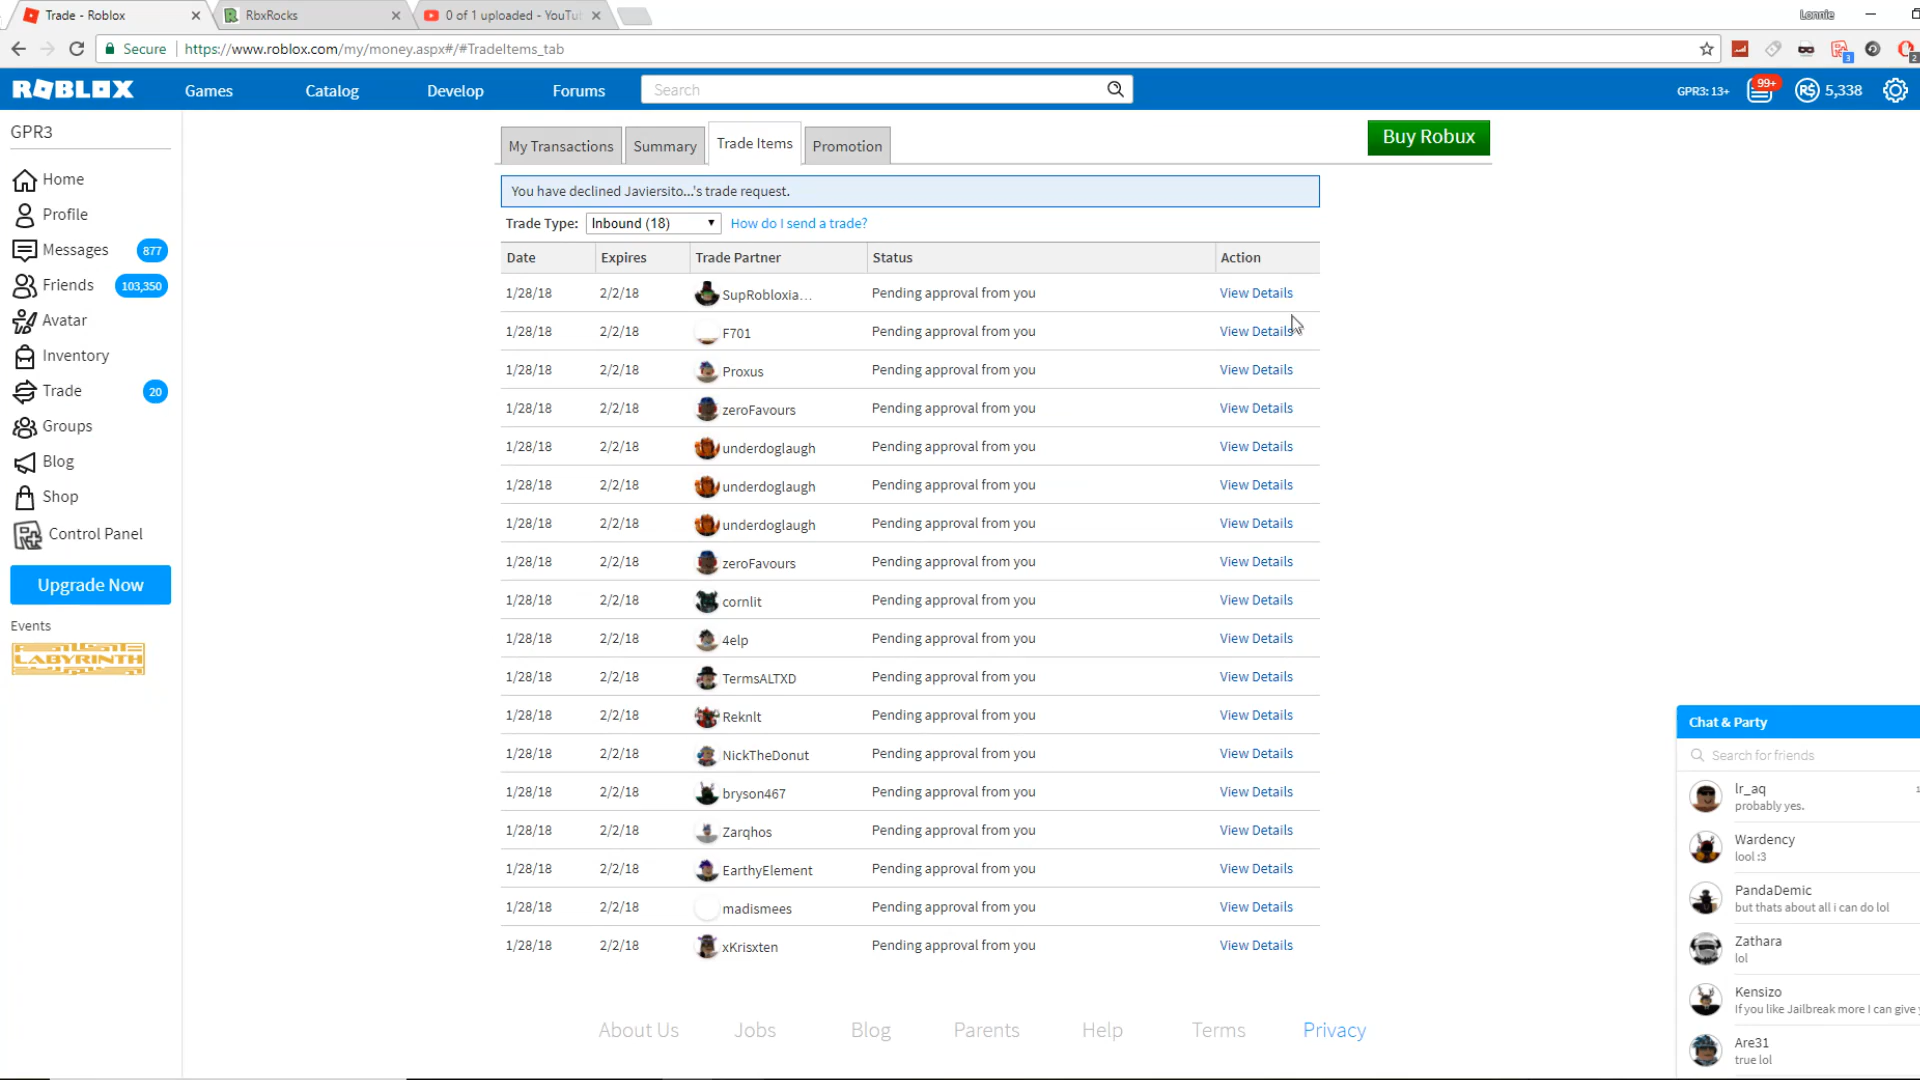 Trade - Roblox
RbxRocks
0 of 1 uploaded - YouTu
Lonnie
Secure https://www.roblox.com/my/money.aspx#/#TradeItems_tab
3
2
ROBLOX Games Catalog Develop Forums Search GPR3: 13+ 99+ R$ 5,338
GPR3
Home
Profile
Messages 877
Friends 103,350
Avatar
Inventory
Trade 20
Groups
Blog
Shop
Control Panel
Upgrade Now
Events
LABYRINTH
My Transactions Summary Trade Items Promotion
Buy Robux
You have declined Javiersito...'s trade request.
Trade Type: Inbound (18) How do I send a trade?
Date Expires Trade Partner Status Action
1/28/18 2/2/18 SupRobloxia... Pending approval from you View Details
1/28/18 2/2/18 F701 Pending approval from you View Details
1/28/18 2/2/18 Proxus Pending approval from you View Details
1/28/18 2/2/18 zeroFavours Pending approval from you View Details
1/28/18 2/2/18 underdoglaugh Pending approval from you View Details
1/28/18 2/2/18 underdoglaugh Pending approval from you View Details
1/28/18 2/2/18 underdoglaugh Pending approval from you View Details
1/28/18 2/2/18 zeroFavours Pending approval from you View Details
1/28/18 2/2/18 cornlit Pending approval from you View Details
1/28/18 2/2/18 4elp Pending approval from you View Details
1/28/18 2/2/18 TermsALTXD Pending approval from you View Details
1/28/18 2/2/18 Reknlt Pending approval from you View Details
1/28/18 2/2/18 NickTheDonut Pending approval from you View Details
1/28/18 2/2/18 bryson467 Pending approval from you View Details
1/28/18 2/2/18 Zarqhos Pending approval from you View Details
1/28/18 2/2/18 EarthyElement Pending approval from you View Details
1/28/18 2/2/18 madismees Pending approval from you View Details
1/28/18 2/2/18 xKrisxten Pending approval from you View Details
About Us Jobs Blog Parents Help Terms Privacy
Chat & Party
Search for friends
lr_aq
probably yes.
Wardency
lool :3
PandaDemic
but thats about all i can do lol
Zathara
lol
Kensizo
If you like Jailbreak more I can give
Are31
true lol